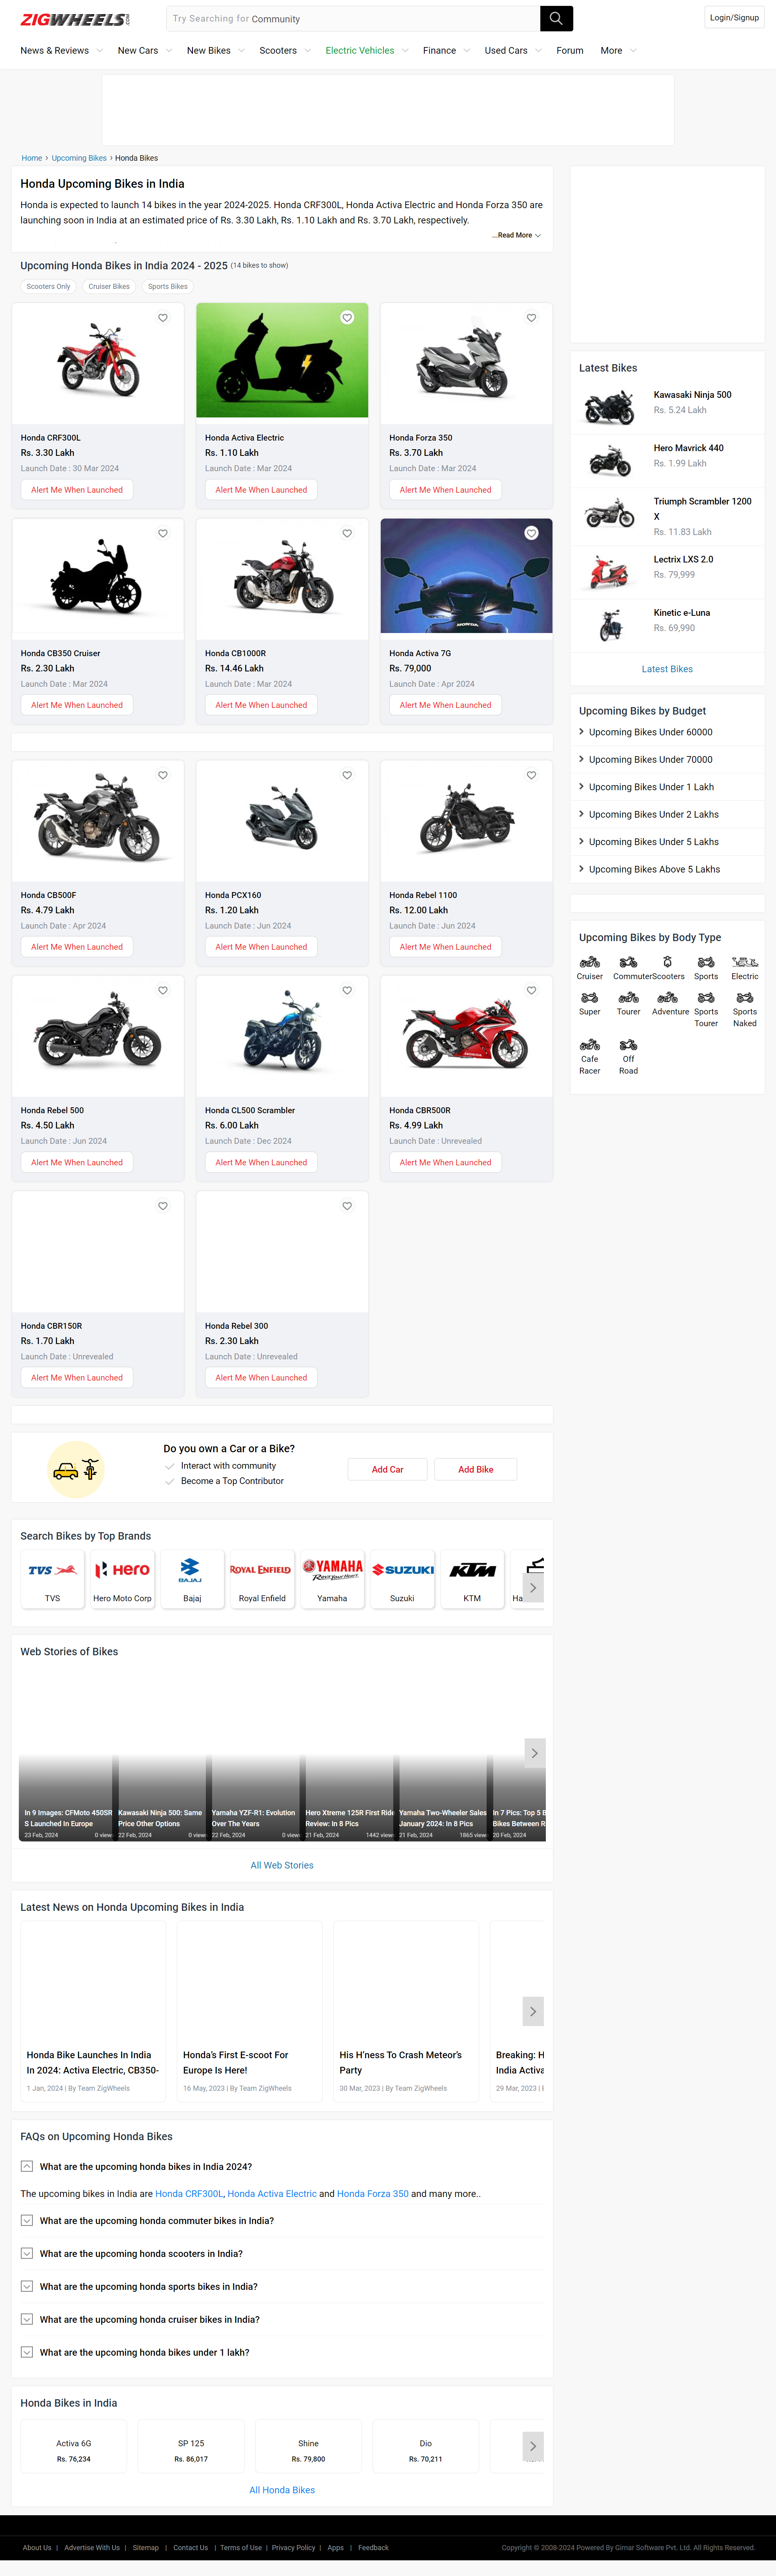 ZIGWHEELS.COM
Try Searching for Community
Login/Signup
News & Reviews
New Cars
New Bikes
Scooters
Electric Vehicles
Finance
Used Cars
Forum
More
Home › Upcoming Bikes › Honda Bikes
Honda Upcoming Bikes in India
Honda is expected to launch 14 bikes in the year 2024-2025. Honda CRF300L, Honda Activa Electric and Honda Forza 350 are
launching soon in India at an estimated price of Rs. 3.30 Lakh, Rs. 1.10 Lakh and Rs. 3.70 Lakh, respectively.
...Read More
Upcoming Honda Bikes in India 2024 - 2025 (14 bikes to show)
Scooters Only
Cruiser Bikes
Sports Bikes
Honda CRF300L
Rs. 3.30 Lakh
Launch Date : 30 Mar 2024
Alert Me When Launched
Honda Activa Electric
Rs. 1.10 Lakh
Launch Date : Mar 2024
Alert Me When Launched
Honda Forza 350
Rs. 3.70 Lakh
Launch Date : Mar 2024
Alert Me When Launched
Honda CB350 Cruiser
Rs. 2.30 Lakh
Launch Date : Mar 2024
Alert Me When Launched
Honda CB1000R
Rs. 14.46 Lakh
Launch Date : Mar 2024
Alert Me When Launched
HONDA
Honda Activa 7G
Rs. 79,000
Launch Date : Apr 2024
Alert Me When Launched
Honda CB500F
Rs. 4.79 Lakh
Launch Date : Apr 2024
Alert Me When Launched
Honda PCX160
Rs. 1.20 Lakh
Launch Date : Jun 2024
Alert Me When Launched
Honda Rebel 1100
Rs. 12.00 Lakh
Launch Date : Jun 2024
Alert Me When Launched
Honda Rebel 500
Rs. 4.50 Lakh
Launch Date : Jun 2024
Alert Me When Launched
Honda CL500 Scrambler
Rs. 6.00 Lakh
Launch Date : Dec 2024
Alert Me When Launched
Honda CBR500R
Rs. 4.99 Lakh
Launch Date : Unrevealed
Alert Me When Launched
Honda CBR150R
Rs. 1.70 Lakh
Launch Date : Unrevealed
Alert Me When Launched
Honda Rebel 300
Rs. 2.30 Lakh
Launch Date : Unrevealed
Alert Me When Launched
Latest Bikes
Kawasaki Ninja 500
Rs. 5.24 Lakh
Hero Mavrick 440
Rs. 1.99 Lakh
Triumph Scrambler 1200
X
Rs. 11.83 Lakh
Lectrix LXS 2.0
Rs. 79,999
Kinetic e-Luna
Rs. 69,990
Latest Bikes
Upcoming Bikes by Budget
Upcoming Bikes Under 60000
Upcoming Bikes Under 70000
Upcoming Bikes Under 1 Lakh
Upcoming Bikes Under 2 Lakhs
Upcoming Bikes Under 5 Lakhs
Upcoming Bikes Above 5 Lakhs
Upcoming Bikes by Body Type
Cruiser
Commuter
Scooters
Sports
Electric
Super
Tourer
Adventure
Sports
Tourer
Sports
Naked
Cafe
Racer
Off
Road
Do you own a Car or a Bike?
Interact with community
Become a Top Contributor
Add Car
Add Bike
Search Bikes by Top Brands
TVS
TVS
Hero
Hero Moto Corp
BAJAJ
Bajaj
ROYAL ENFIELD
Royal Enfield
YAMAHA
Revs Your Heart
Yamaha
SUZUKI
Suzuki
KTM
KTM
Ha
Web Stories of Bikes
In 9 Images: CFMoto 450SR
S Launched In Europe
23 Feb, 2024 0 view
Kawasaki Ninja 500: Same
Price Other Options
22 Feb, 2024 0 view
Yamaha YZF-R1: Evolution
Over The Years
22 Feb, 2024 0 view
Hero Xtreme 125R First Ride
Review: In 8 Pics
21 Feb, 2024 1442 view
Yamaha Two-Wheeler Sales
January 2024: In 8 Pics
21 Feb, 2024 1865 view
In 7 Pics: Top 5 B
Bikes Between R
20 Feb, 2024
All Web Stories
Latest News on Honda Upcoming Bikes in India
Honda Bike Launches In India
In 2024: Activa Electric, CB350-
1 Jan, 2024 | By Team ZigWheels
Honda’s First E-scoot For
Europe Is Here!
16 May, 2023 | By Team ZigWheels
His H’ness To Crash Meteor’s
Party
30 Mar, 2023 | By Team ZigWheels
Breaking: H
India Activa
29 Mar, 2023 |
FAQs on Upcoming Honda Bikes
What are the upcoming honda bikes in India 2024?
The upcoming bikes in India are Honda CRF300L, Honda Activa Electric and Honda Forza 350 and many more..
What are the upcoming honda commuter bikes in India?
What are the upcoming honda scooters in India?
What are the upcoming honda sports bikes in India?
What are the upcoming honda cruiser bikes in India?
What are the upcoming honda bikes under 1 lakh?
Honda Bikes in India
Activa 6G
Rs. 76,234
SP 125
Rs. 86,017
Shine
Rs. 79,800
Dio
Rs. 70,211
All Honda Bikes
About Us | Advertise With Us | Sitemap | Contact Us | Terms of Use | Privacy Policy | Apps | Feedback
Copyright © 2008-2024 Powered By Girnar Software Pvt. Ltd. All Rights Reserved.